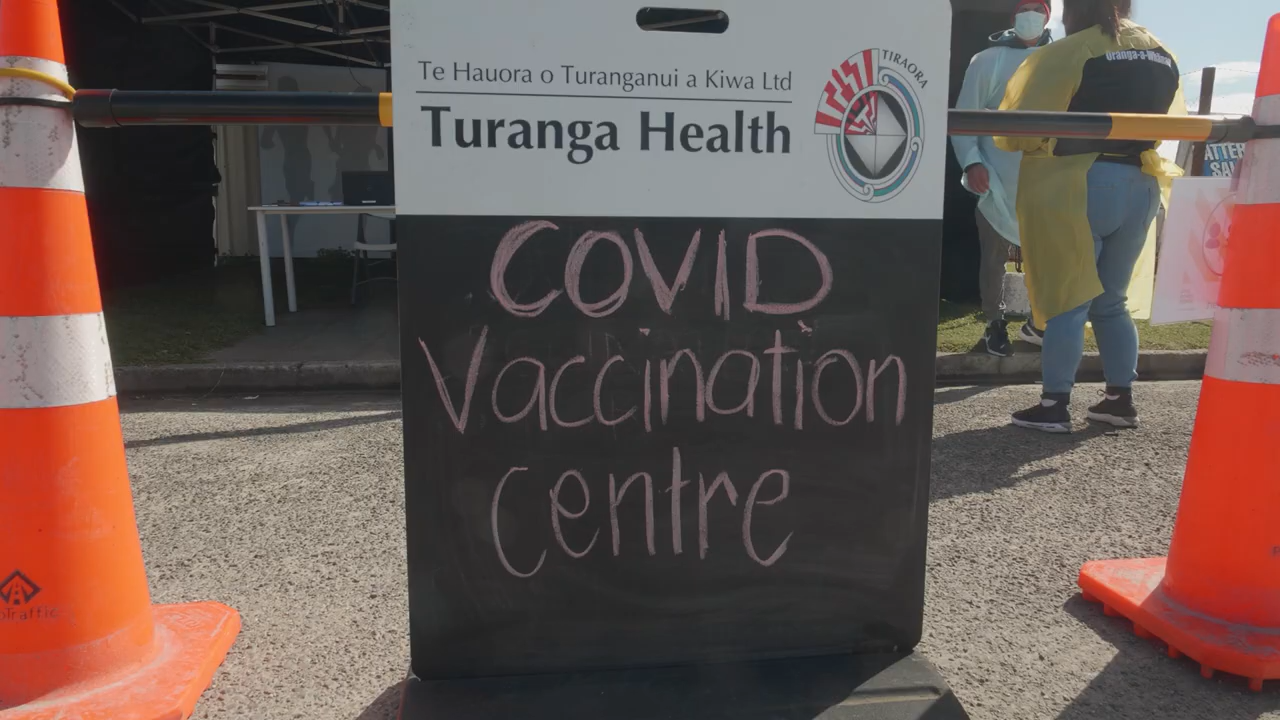 Te Hauora o Turanganui a Kiwa Ltd
Turanga Health
TIRAORA
COVID
Vaccination
Centre